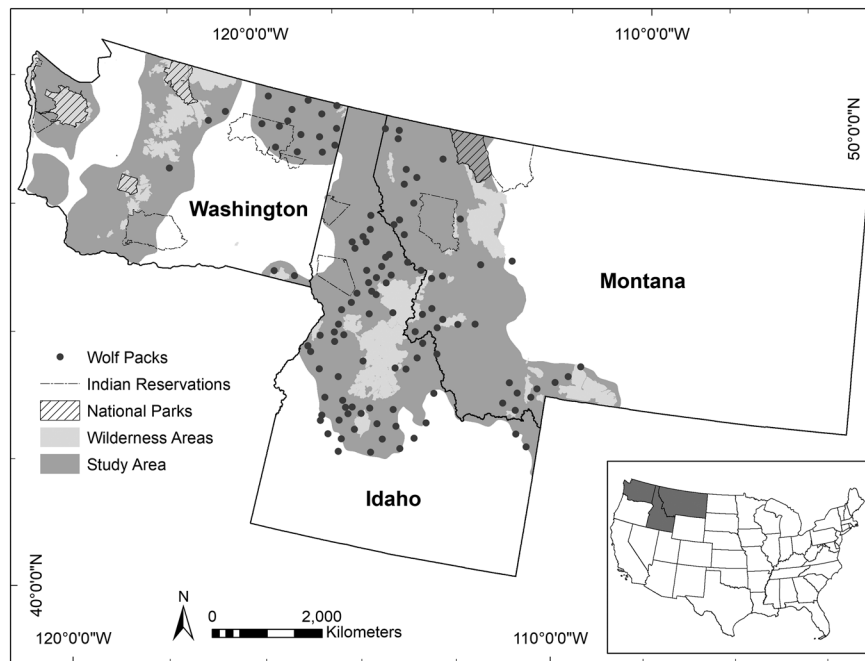 120°0'0"W
110°0'0"W
50°0'0"N
Washington
Montana
Wolf Packs
Indian Reservations
National Parks
Wilderness Areas
Study Area
Idaho
40°0'0"N
N
0
2,000
Kilometers
120°0'0"W
110°0'0"W